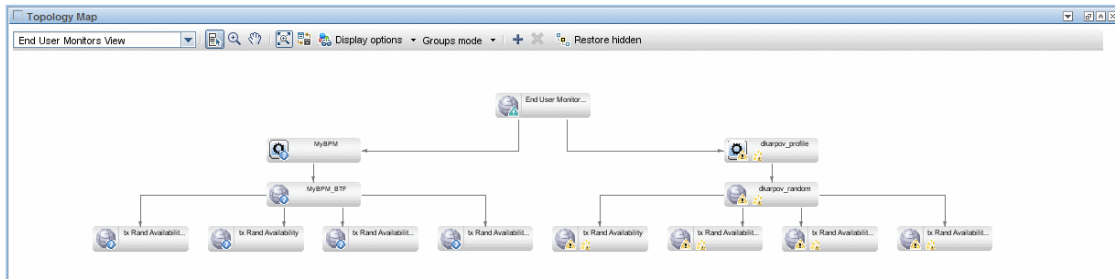 Topology Map
End User Monitors View Display options Groups mode Restore hidden
End User Monitor...
MyBPM dkarpov_profile
MyBPM_BTF dkarpov_random
tx Rand Availabilit... tx Rand Availability tx Rand Availabilit... tx Rand Availabilit... tx Rand Availability tx Rand Availabilit... tx Rand Availabilit... tx Rand Availabilit...